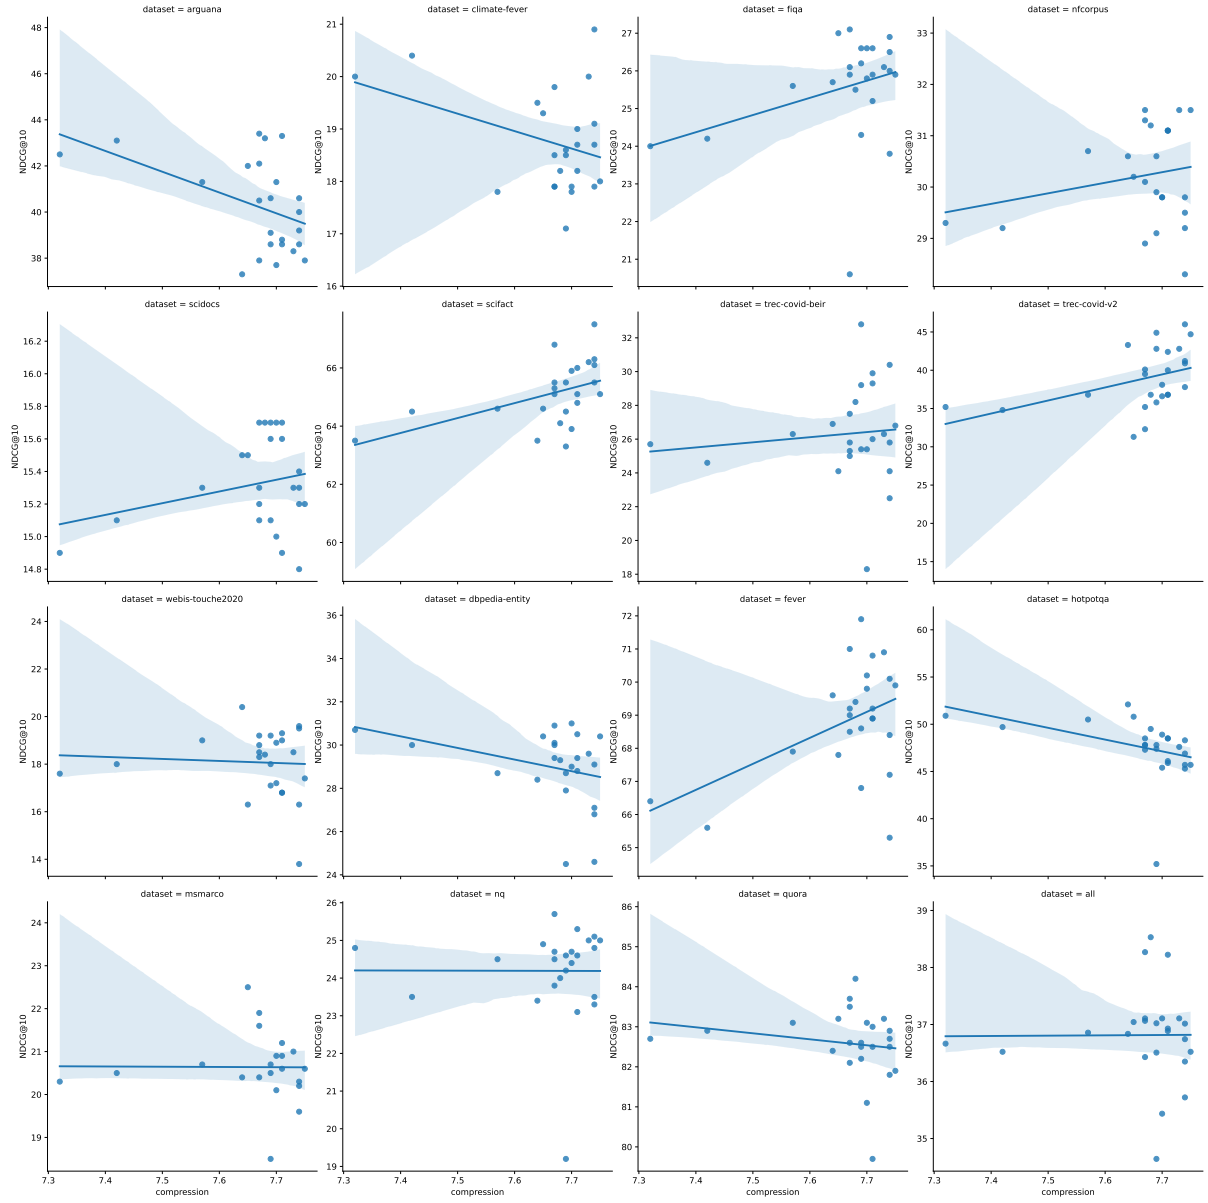 dataset = arguana
dataset = climate-fever
dataset = fiqa
dataset = nfcorpus
48
46
44
42
40
38
NDCG@10
21
20
19
18
17
16
NDCG@10
27
26
25
24
23
22
21
NDCG@10
33
32
31
30
29
NDCG@10
dataset = scidocs
dataset = scifact
dataset = trec-covid-beir
dataset = trec-covid-v2
16.2
16.0
15.8
15.6
15.4
15.2
15.0
14.8
NDCG@10
66
64
62
60
NDCG@10
32
30
28
26
24
22
20
18
NDCG@10
45
40
35
30
25
20
15
NDCG@10
dataset = webis-touche2020
dataset = dbpedia-entity
dataset = fever
dataset = hotpotqa
24
22
20
18
16
14
NDCG@10
36
34
32
30
28
26
24
NDCG@10
72
71
70
69
68
67
66
65
NDCG@10
60
55
50
45
40
35
NDCG@10
dataset = msmarco
dataset = nq
dataset = quora
dataset = all
24
23
22
21
20
19
NDCG@10
26
25
24
23
22
21
20
19
NDCG@10
86
85
84
83
82
81
80
NDCG@10
39
38
37
36
35
NDCG@10
7.3 7.4 7.5 7.6 7.7
compression
7.3 7.4 7.5 7.6 7.7
compression
7.3 7.4 7.5 7.6 7.7
compression
7.3 7.4 7.5 7.6 7.7
compression